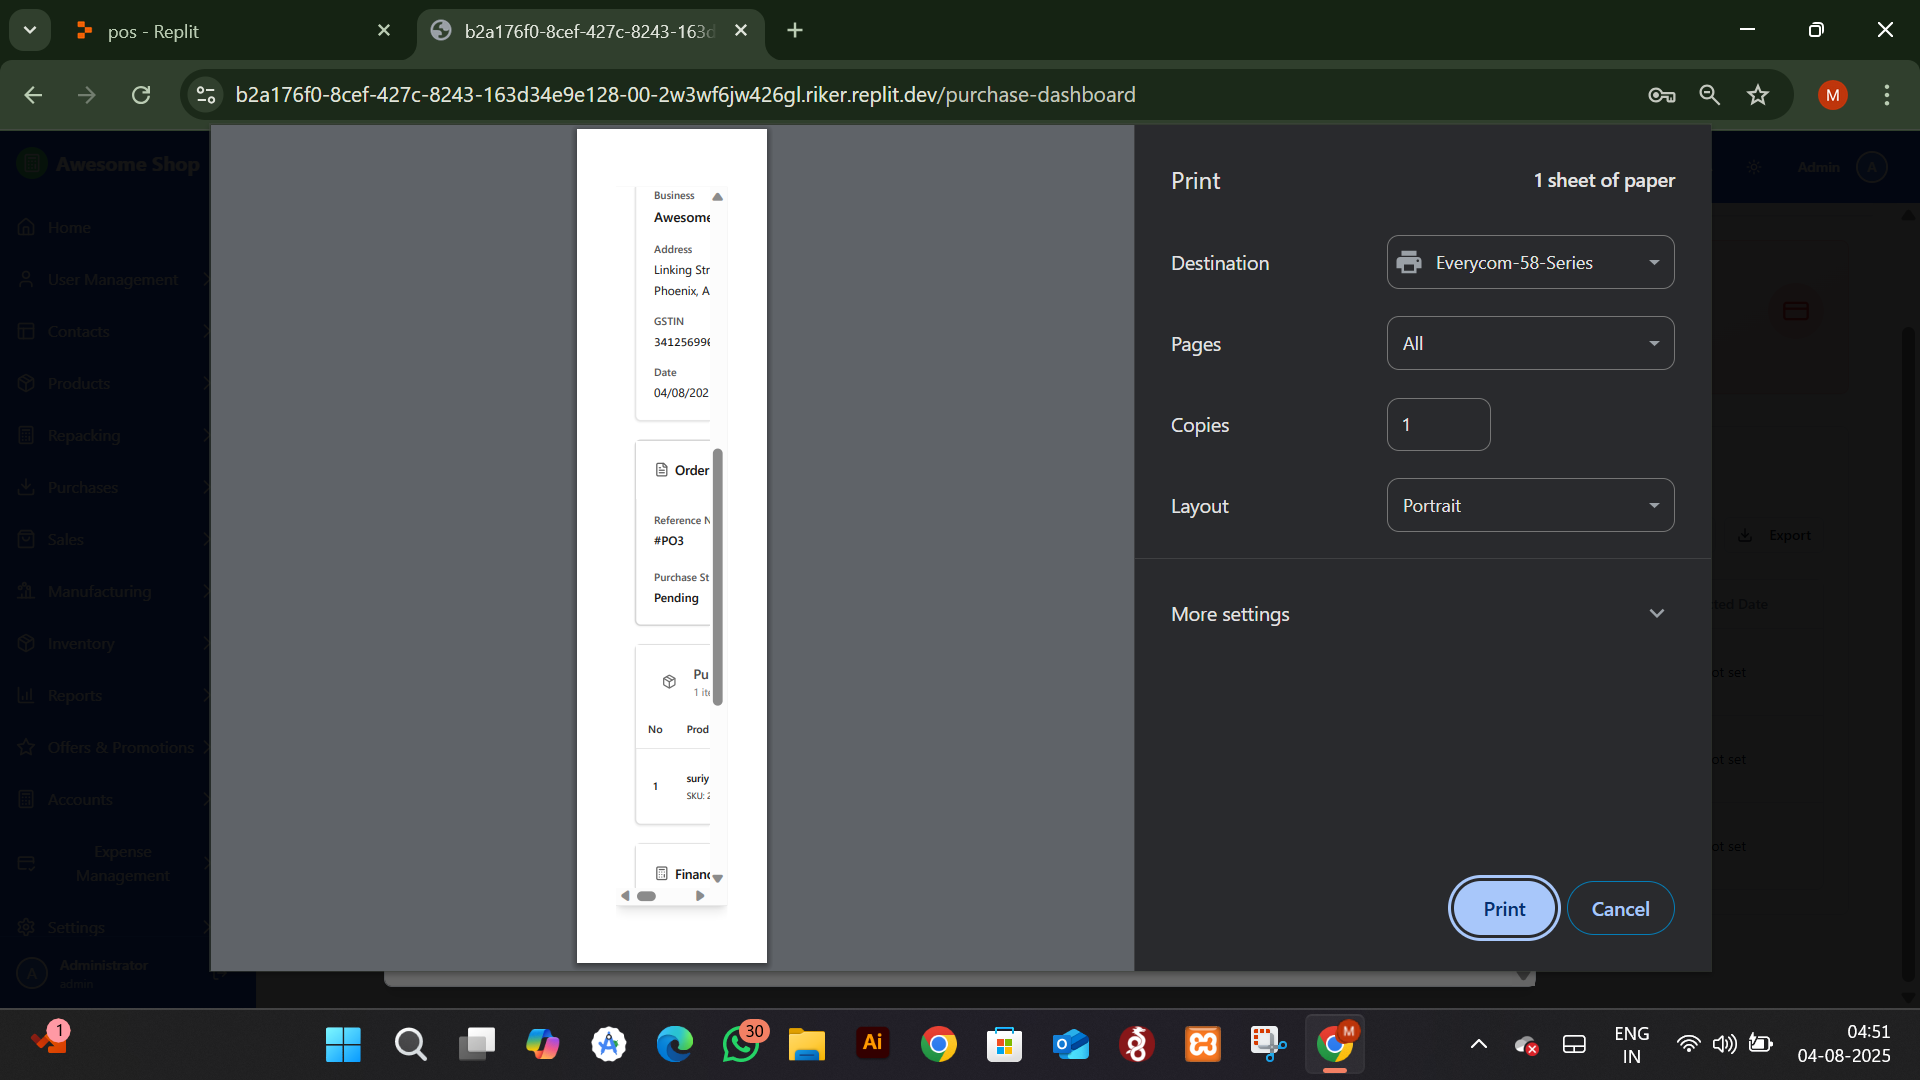 pos - Replit
b2a176f0-8cef-427c-8243-163d
b2a176f0-8cef-427c-8243-163d34e9e128-00-2w3wf6jw426gl.riker.replit.dev/purchase-dashboard
M
Awesome Shop
Home
User Management
Contacts
Products
Repacking
Purchases
Sales
Manufacturing
Inventory
Reports
Offers & Promotions
Accounts
Expense
Management
Settings
A
Administrator
admin
Business
Awesome
Address
Linking Str
Phoenix, A
GSTIN
34125699
Date
04/08/202
Order
Reference N
#PO3
Purchase St
Pending
Pu
1 ite
No Prod
1
suriy
SKU: 2
Financ
Print
1 sheet of paper
Destination
Everycom-58-Series
Pages
All
Copies
1
Layout
Portrait
More settings
Print
Cancel
Admin
A
Export
ted Date
ot set
ot set
ot set
1
30
Ai
M
ENG
IN
04:51
04-08-2025